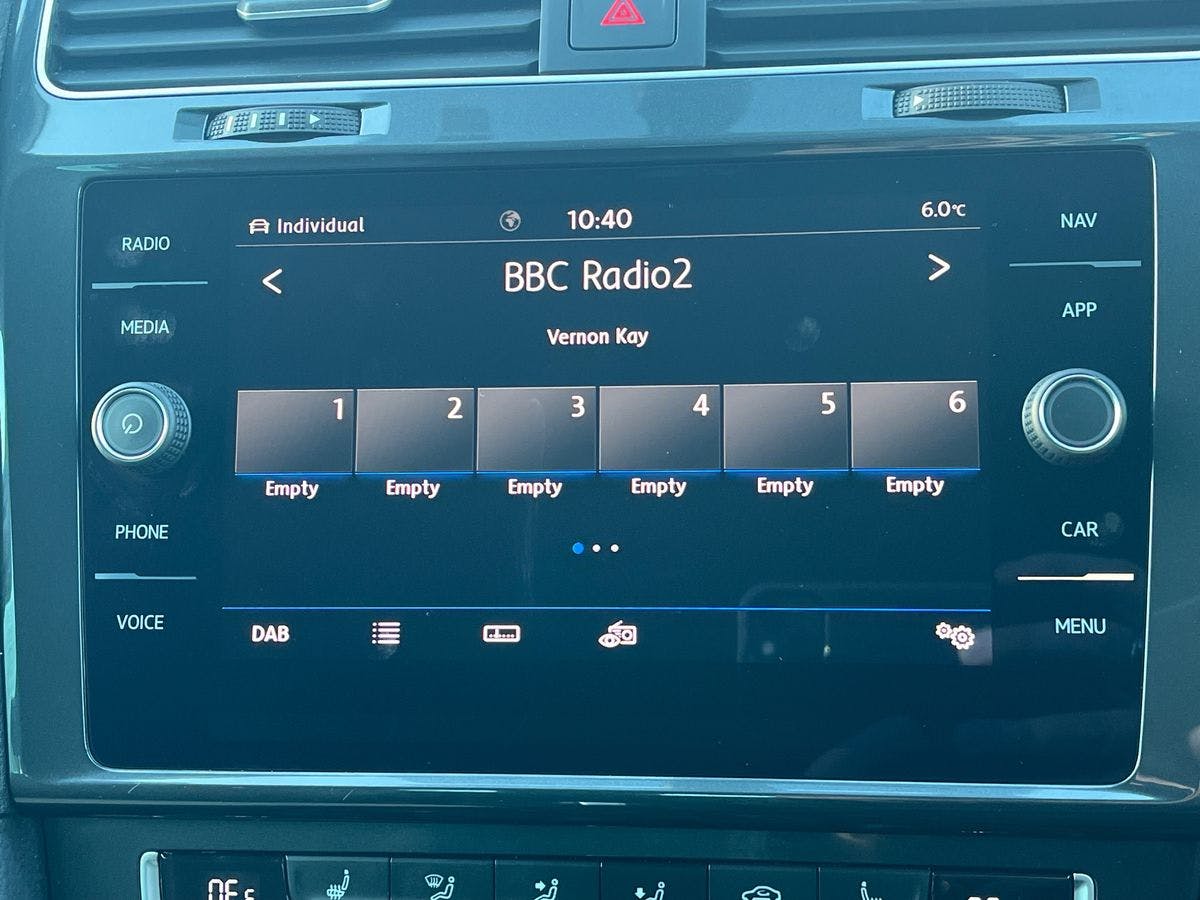 Individual 10:40 6.0°C
RADIO NAV
< BBC Radio2 >
MEDIA APP
Vernon Kay
1 2 3 4 5 6
Empty Empty Empty Empty Empty Empty
PHONE CAR
VOICE MENU
DAB